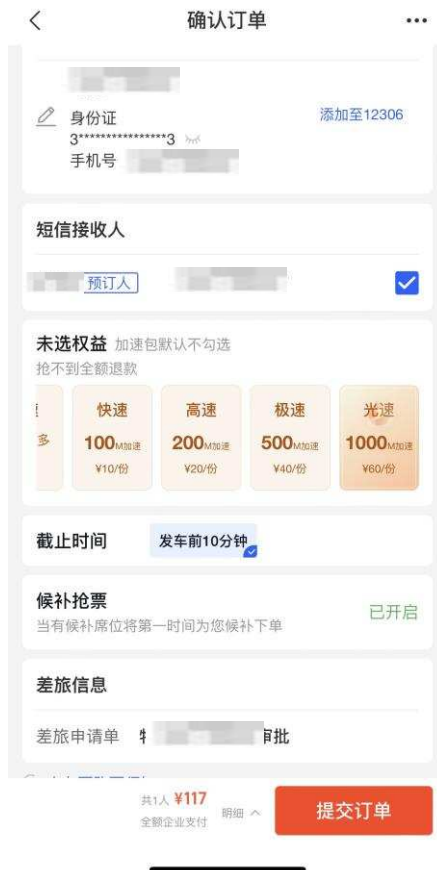 确认订单
身份证
添加至12306
3****************3
手机号
短信接收人
预订人
未选权益 加速包默认不勾选
抢不到全额退款
多
快速
100M加速
¥10/份
高速
200M加速
¥20/份
极速
500M加速
¥40/份
光速
1000M加速
¥60/份
截止时间 发车前10分钟
候补抢票
当有候补席位将第一时间为您候补下单
已开启
差旅信息
差旅申请单 审批
共1人 ¥117
全额企业支付
明细
提交订单